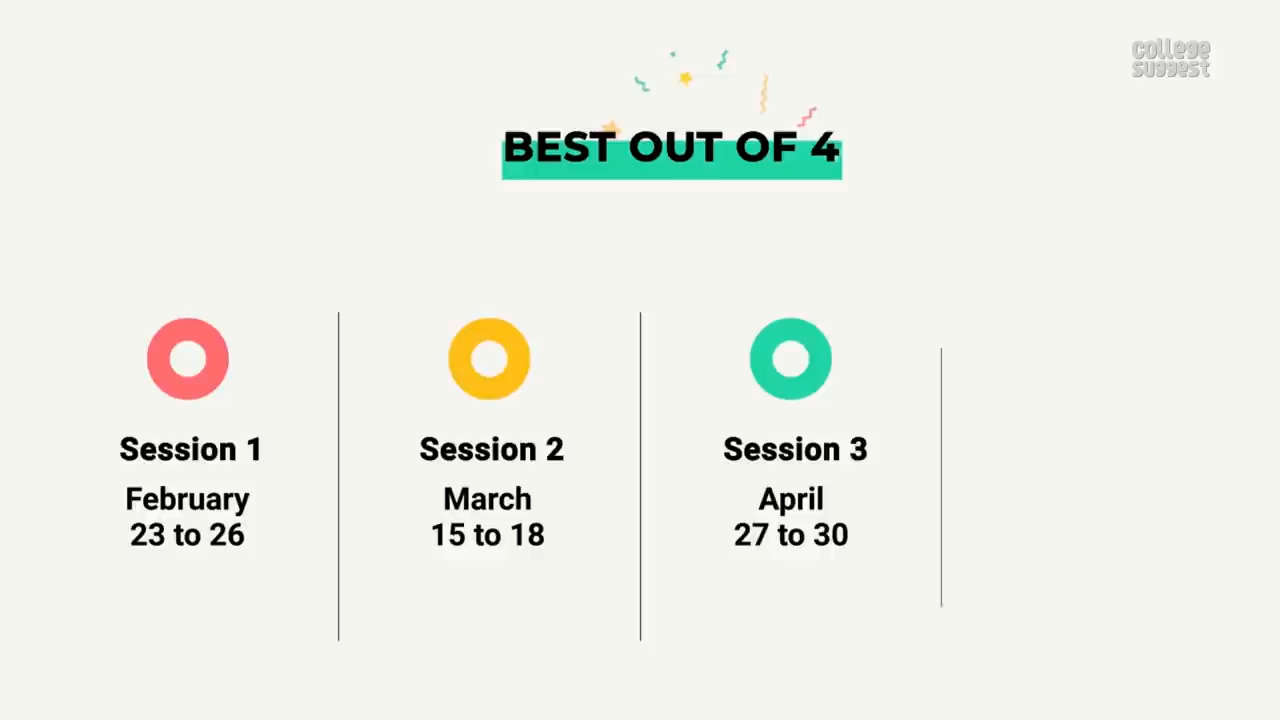 college
suggest
BEST OUT OF 4
Session 1
February
23 to 26
Session 2
March
15 to 18
Session 3
April
27 to 30